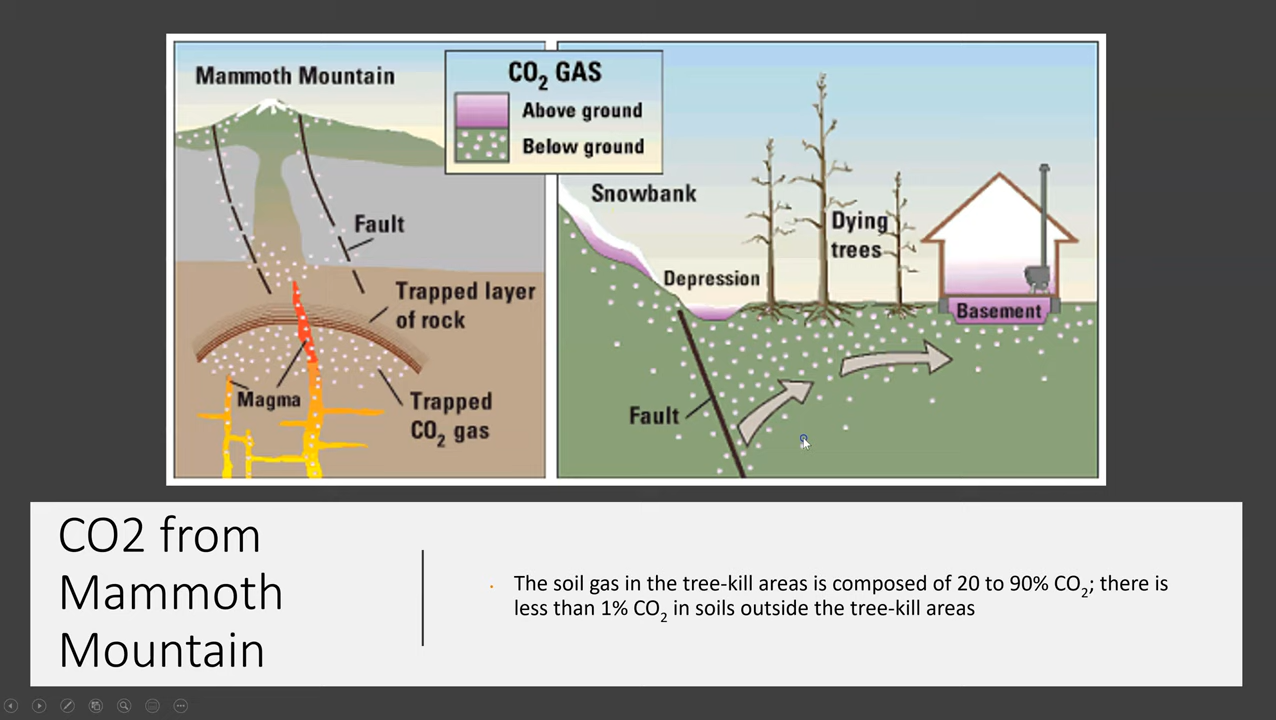 Mammoth Mountain
Fault
Trapped layer
of rock
Magma
Trapped
CO2 gas
CO2 GAS
Above ground
Below ground
Snowbank
Depression
Dying
trees
Basement
Fault
CO2 from
Mammoth
Mountain
• The soil gas in the tree-kill areas is composed of 20 to 90% CO2; there is
less than 1% CO2 in soils outside the tree-kill areas